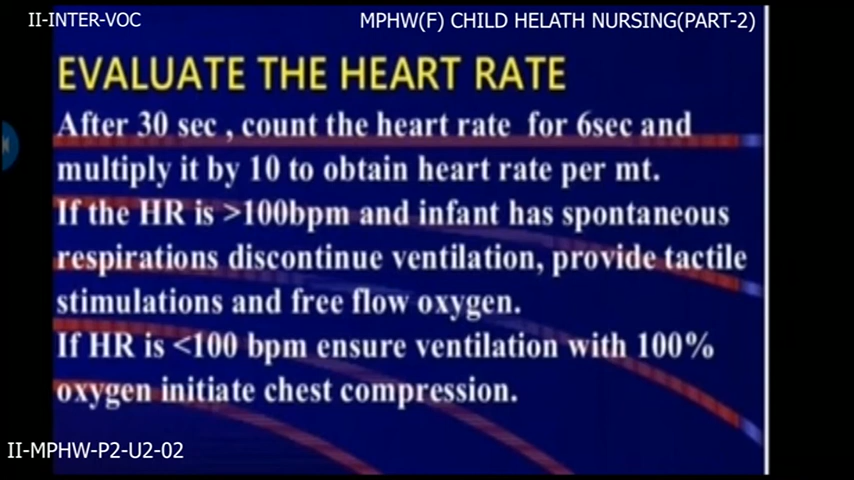 II-INTER-VOC
MPHW(F) CHILD HELATH NURSING(PART-2)
EVALUATE THE HEART RATE
After 30 sec , count the heart rate for 6sec and
multiply it by 10 to obtain heart rate per mt.
If the HR is >100bpm and infant has spontaneous
respirations discontinue ventilation, provide tactile
stimulations and free flow oxygen.
If HR is <100 bpm ensure ventilation with 100%
oxygen initiate chest compression.
II-MPHW-P2-U2-02